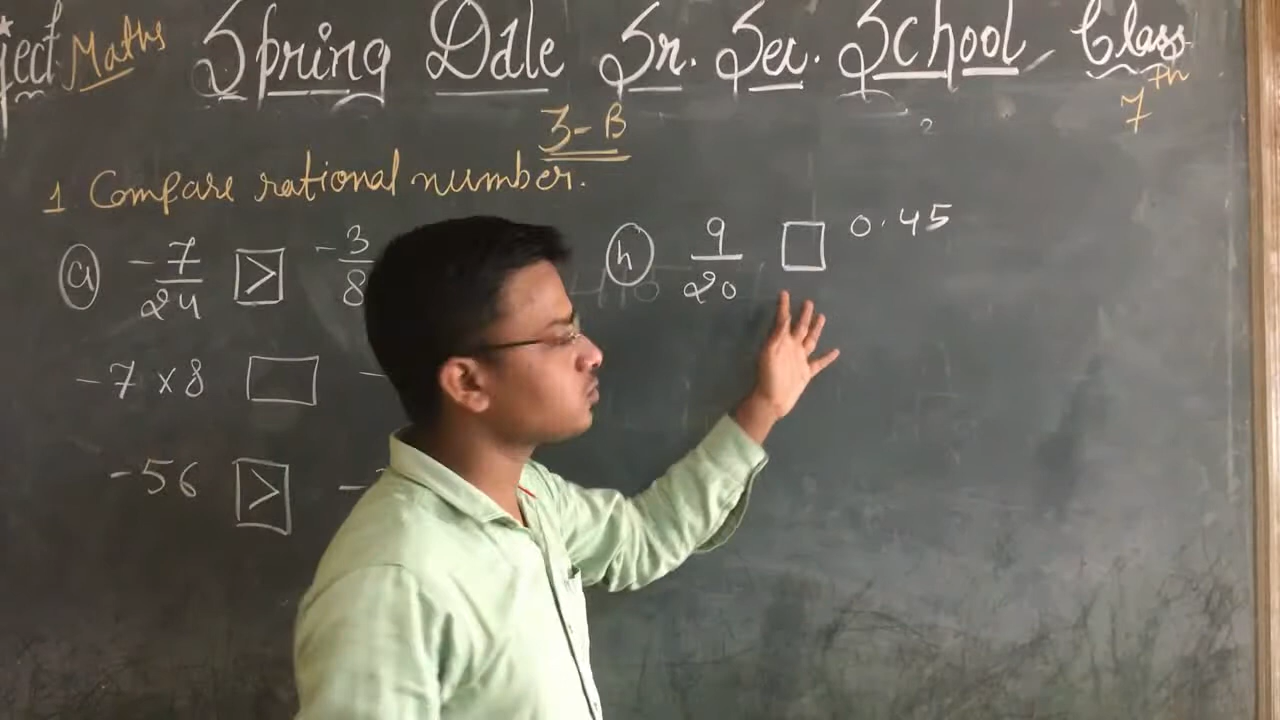 Maths Spring Dale Sr. Sec. School Class
7th
3-B
1 Compare rational number.
(a) -7/24 > -3/8
-7 × 8 □ -
-56 > -
(h) 9/20 □ 0.45